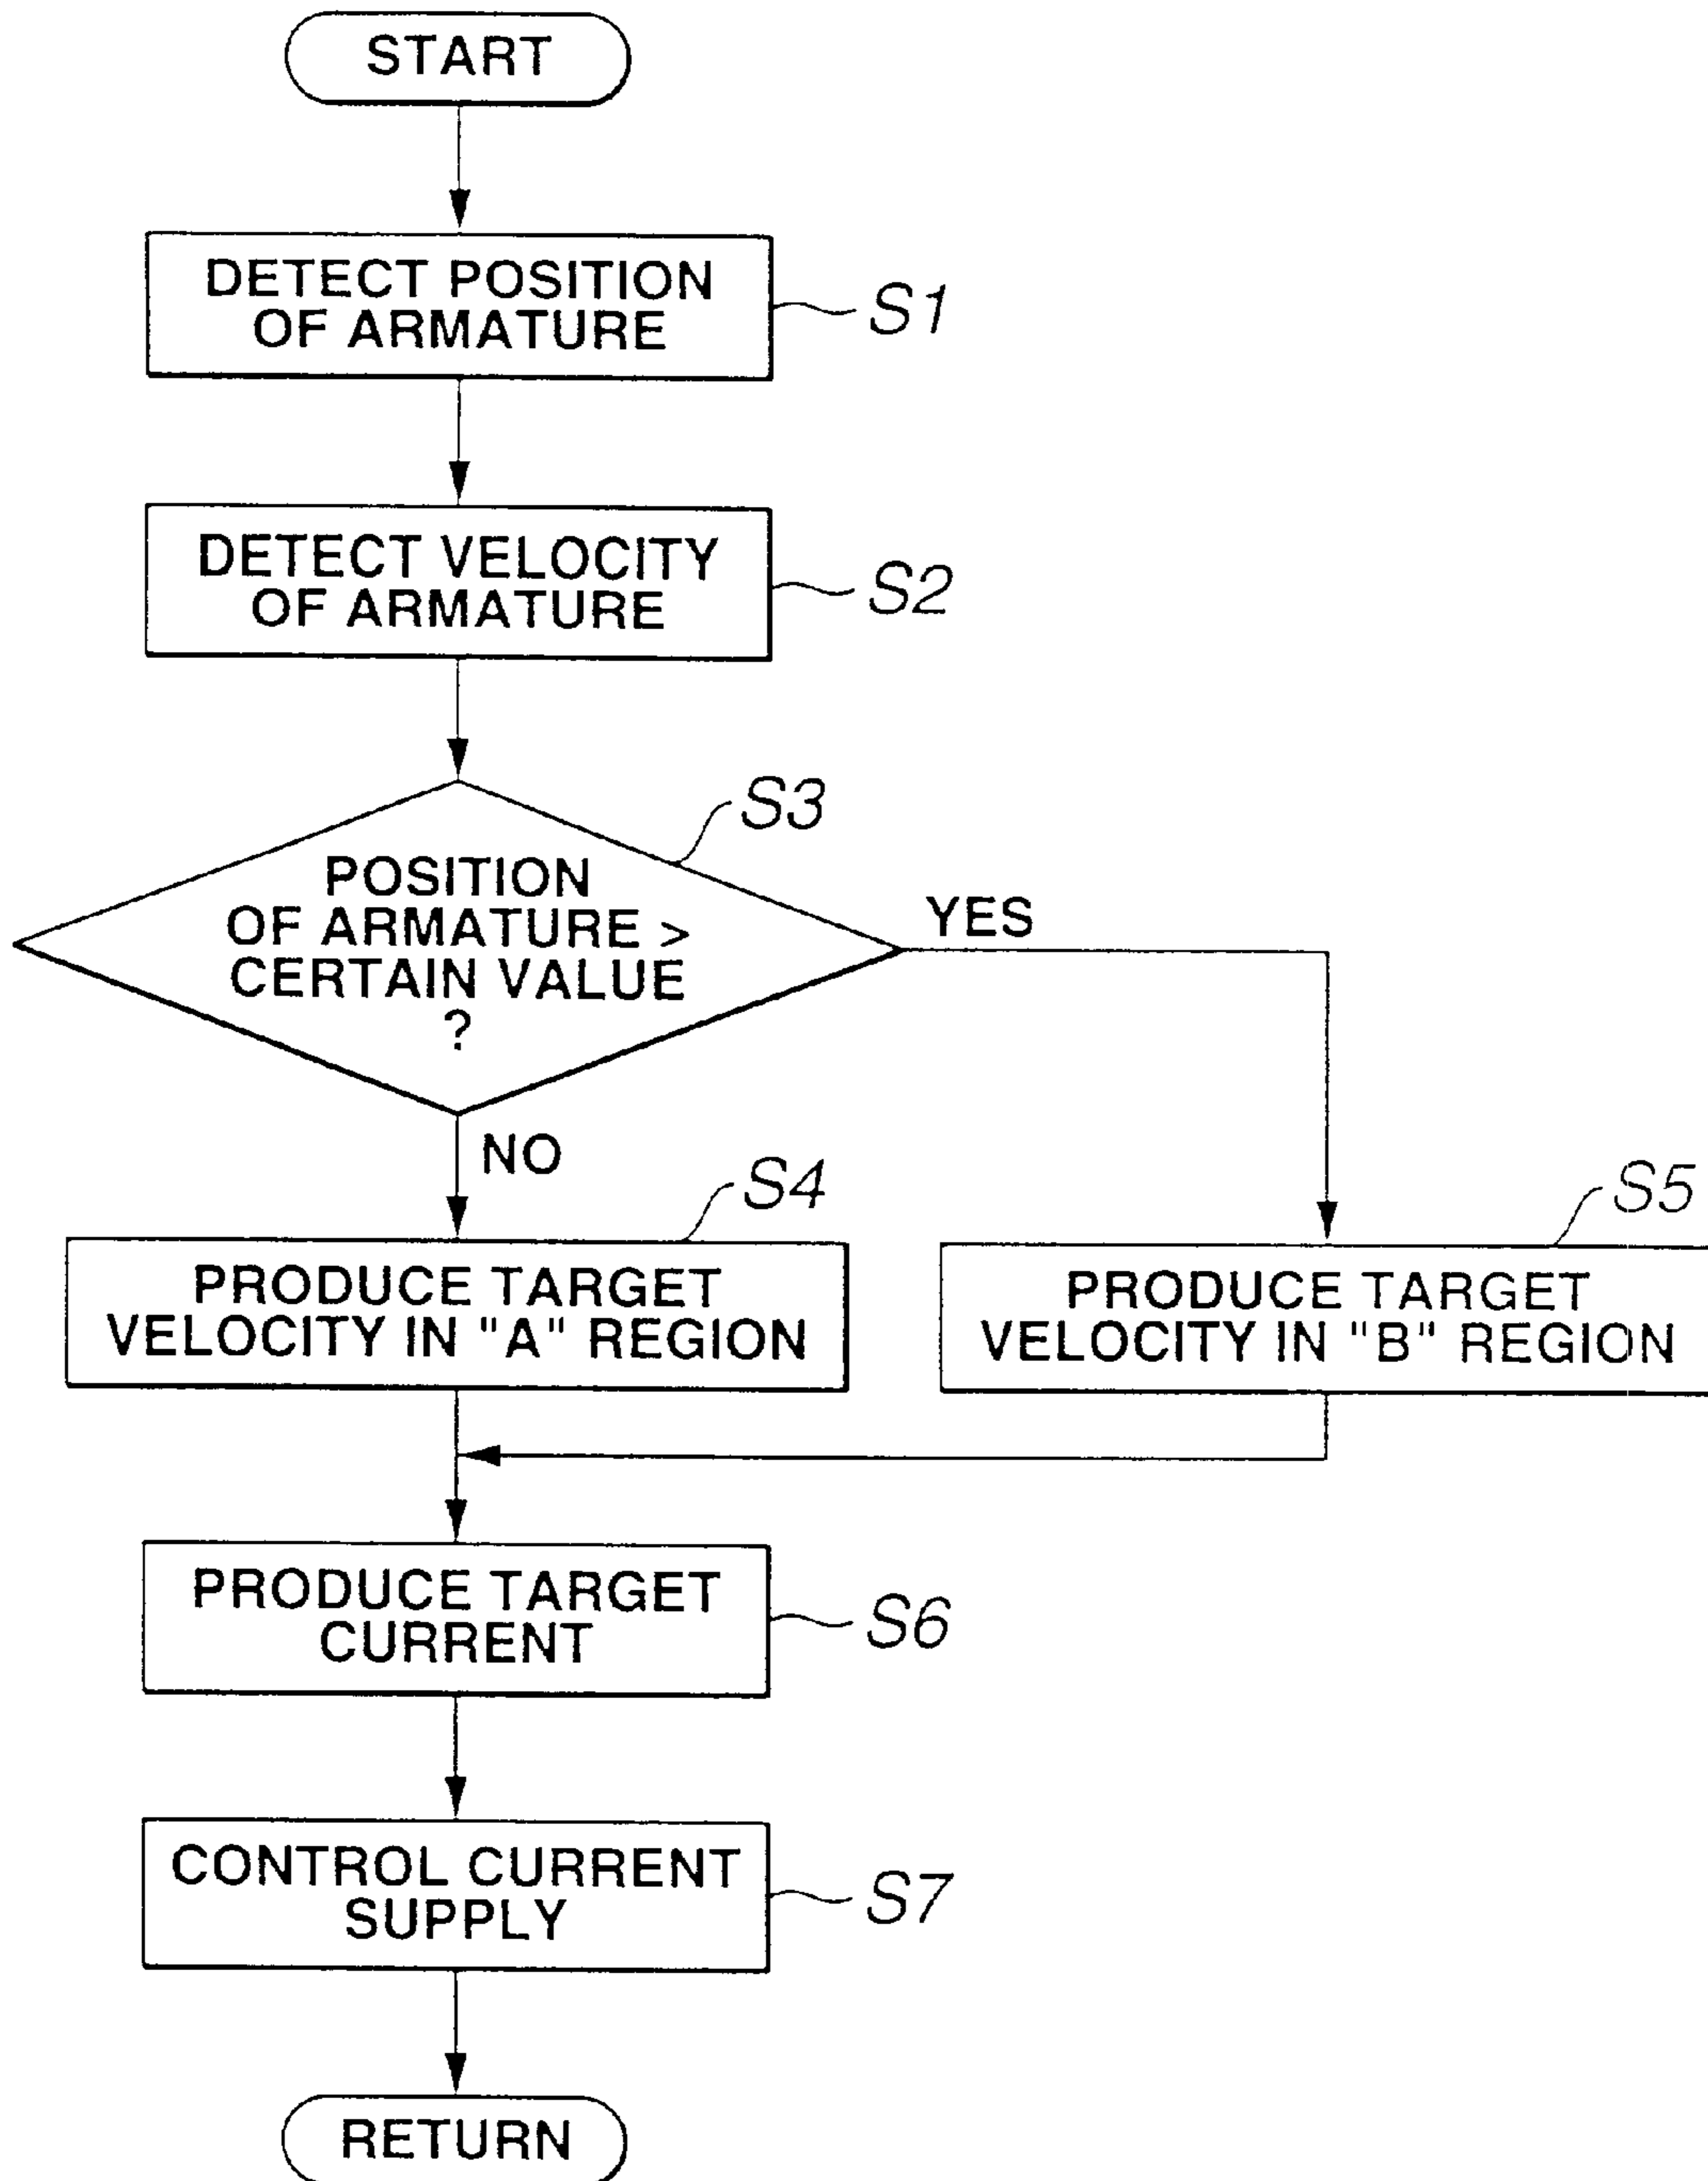 START
DETECT POSITION
OF ARMATURE
S1
DETECT VELOCITY
OF ARMATURE
S2
S3
POSITION
OF ARMATURE >
CERTAIN VALUE
?
YES
NO
S4
PRODUCE TARGET
VELOCITY IN "A" REGION
S5
PRODUCE TARGET
VELOCITY IN "B" REGION
PRODUCE TARGET
CURRENT
S6
CONTROL CURRENT
SUPPLY
S7
RETURN